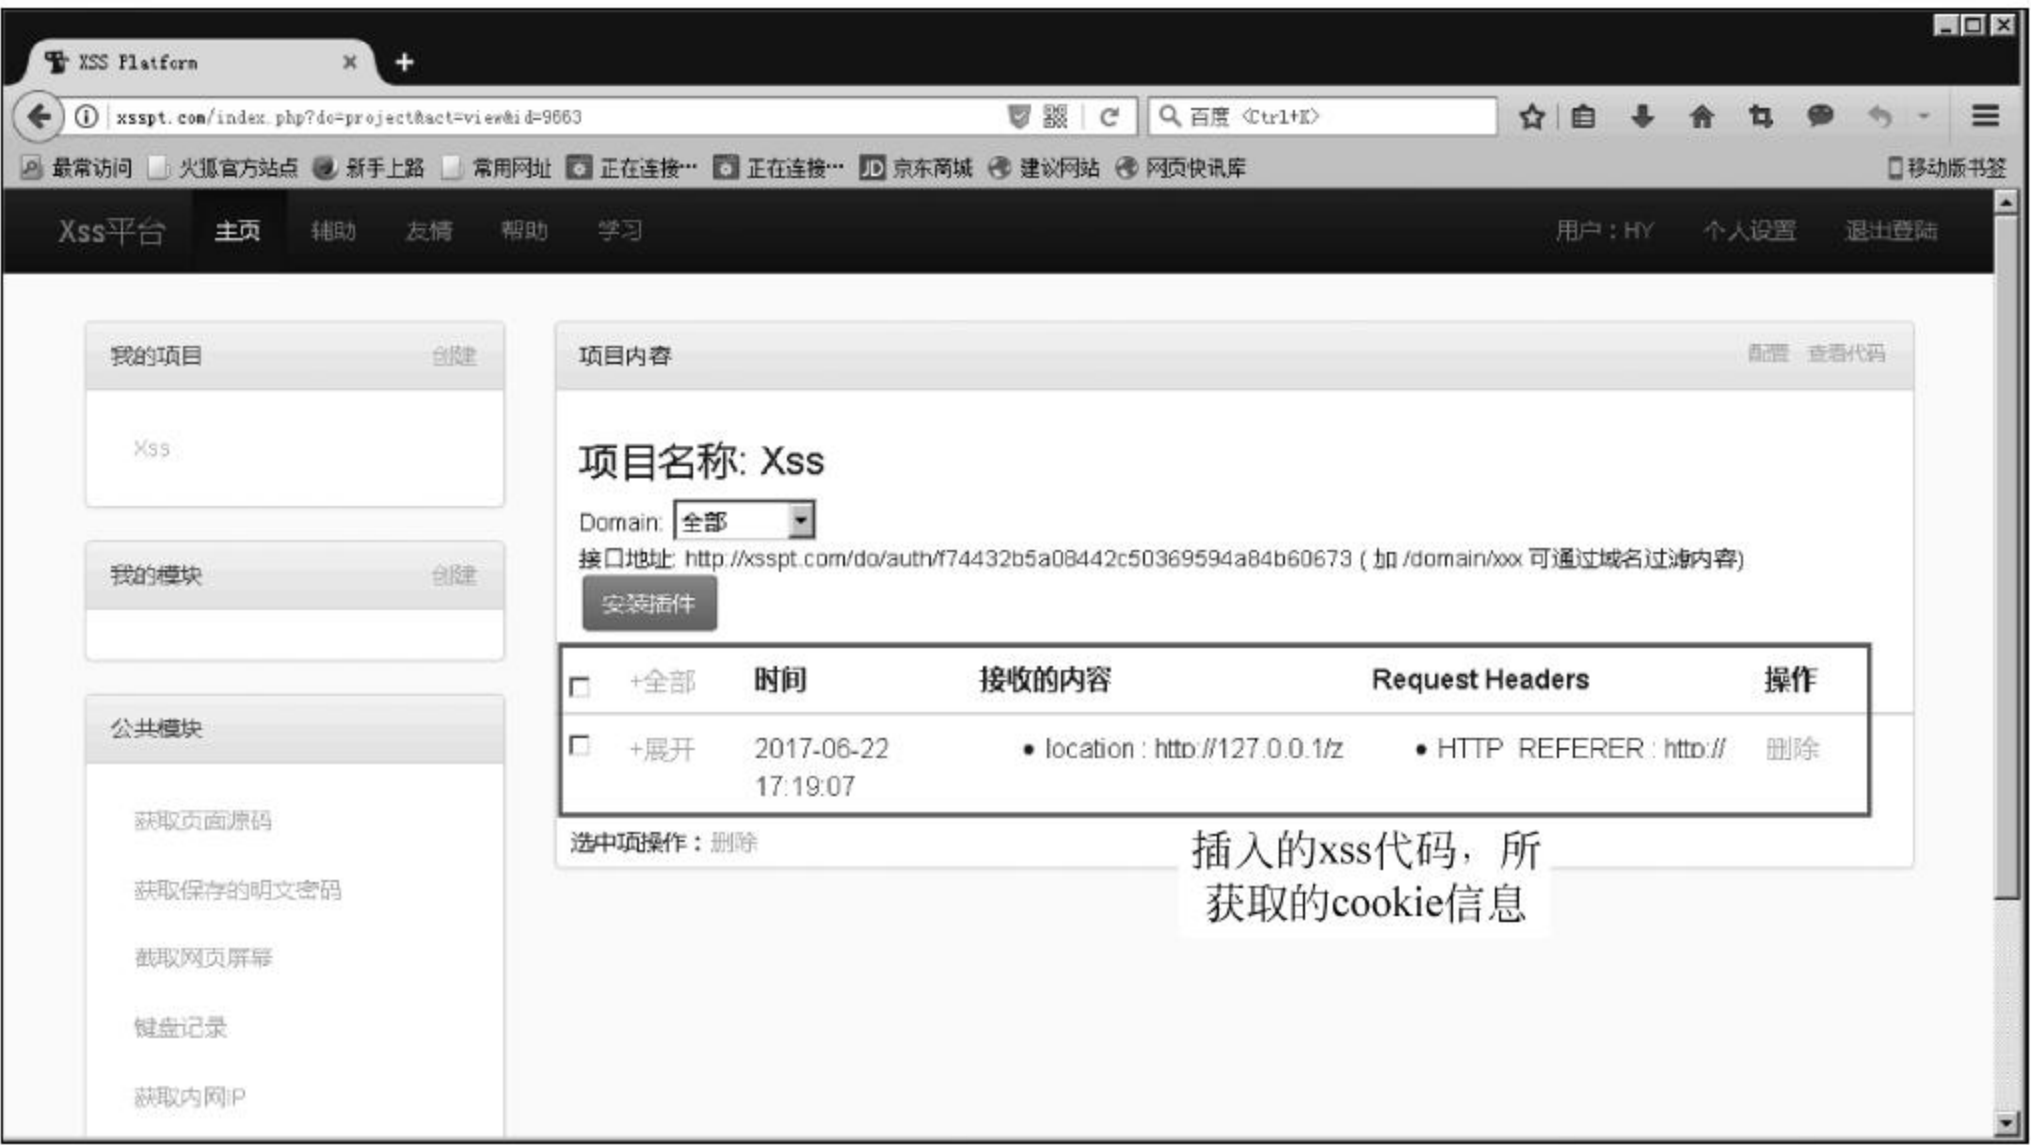 XSS Platform
xsspt.com/index.php?do=project&act=view&id=9663
百度 <Ctrl+K>
最常访问 火狐官方站点 新手上路 常用网址 正在连接… 正在连接… JD 京东商城 建议网站 网页快讯库 移动版书签
Xss平台 主页 辅助 友情 帮助 学习 用户：HY 个人设置 退出登陆
我的项目 创建
Xss
我的模块 创建
公共模块
获取页面源码
获取保存的明文密码
截取网页屏幕
键盘记录
获取内网IP
项目内容 配置 查看代码
项目名称: Xss
Domain: 全部
接口地址: http://xsspt.com/do/auth/f74432b5a08442c50369594a84b60673 ( 加 /domain/xxx 可通过域名过滤内容)
安装插件
+全部 时间 接收的内容 Request Headers 操作
+展开 2017-06-22 • location : http://127.0.0.1/z • HTTP_REFERER : http:// 删除
17:19:07
选中项操作：删除
插入的xss代码，所
获取的cookie信息